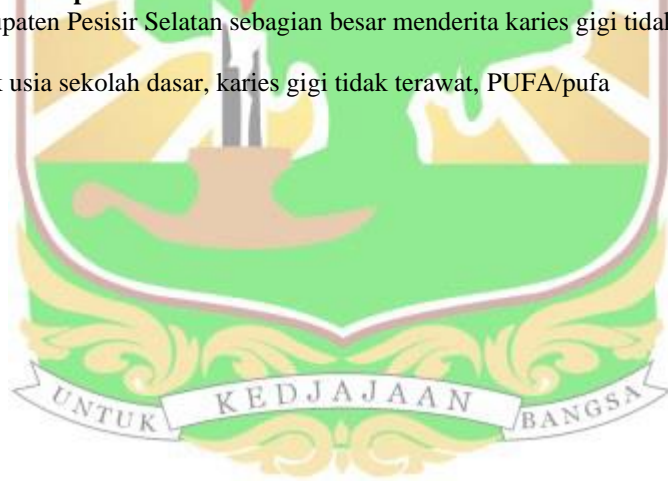 upaten Pesisir Selatan sebagian besar menderita karies gigi tidak
usia sekolah dasar, karies gigi tidak terawat, PUFA/pufa
UNTUK KEDJAJAAN BANGSA